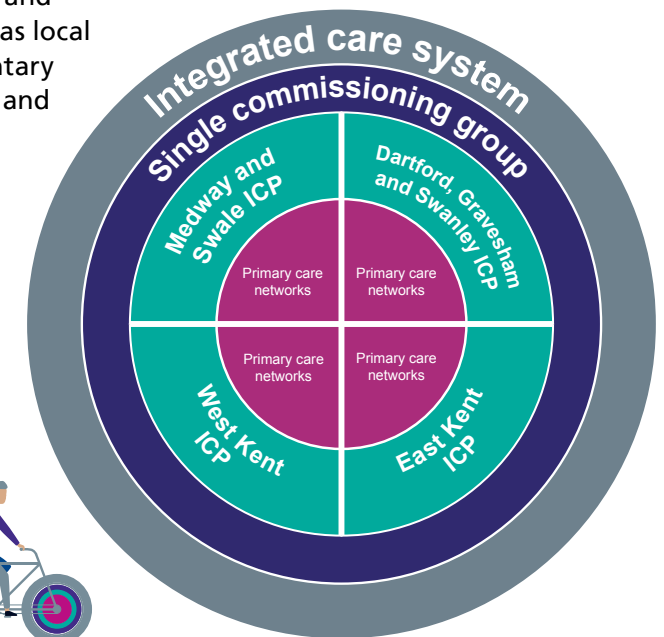 and
as local
ntary
and
Integrated care system
Single commissioning group
Medway and
Swale ICP
Dartford, Gravesham
and Swanley ICP
Primary care
networks
Primary care
networks
Primary care
networks
Primary care
networks
West Kent
ICP
East Kent
ICP